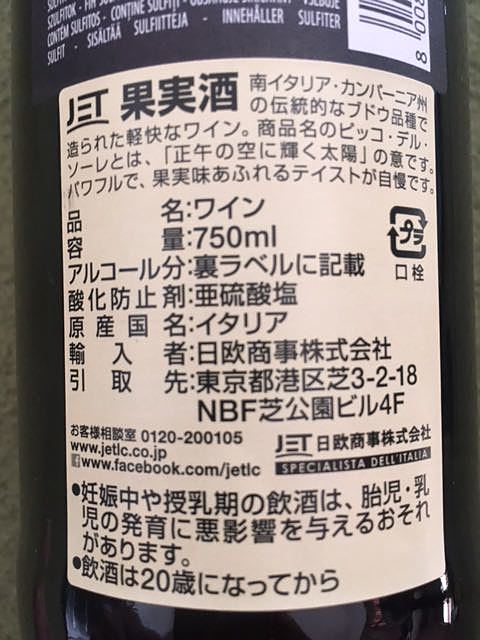 SULFITOK - FIN SULF
CONTÉM SULFITOS - CONȚINE SULFIȚI -
SULFIT - SISÄLTÄÄ SULFIITTEJA - INNEHÅLLER SULFITER
8
JET 果実酒 南イタリア・カンパーニア州
の伝統的なブドウ品種で
造られた軽快なワイン。商品名のピッコ・デル・
ソーレとは、「正午の空に輝く太陽」の意です。
パワフルで、果実味あふれるテイストが自慢です。
品名:ワイン
容量:750ml
アルコール分:裏ラベルに記載
酸化防止剤:亜硫酸塩
原産国名:イタリア
輸入者:日欧商事株式会社
引取先:東京都港区芝3-2-18
NBF芝公園ビル4F
プラ
口栓
お客様相談室 0120-200105
www.jetlc.co.jp
www.facebook.com/jetlc
JET 日欧商事株式会社
SPECIALISTA DELL'ITALIA
●妊娠中や授乳期の飲酒は、胎児・乳
児の発育に悪影響を与えるおそれ
があります。
●飲酒は20歳になってから